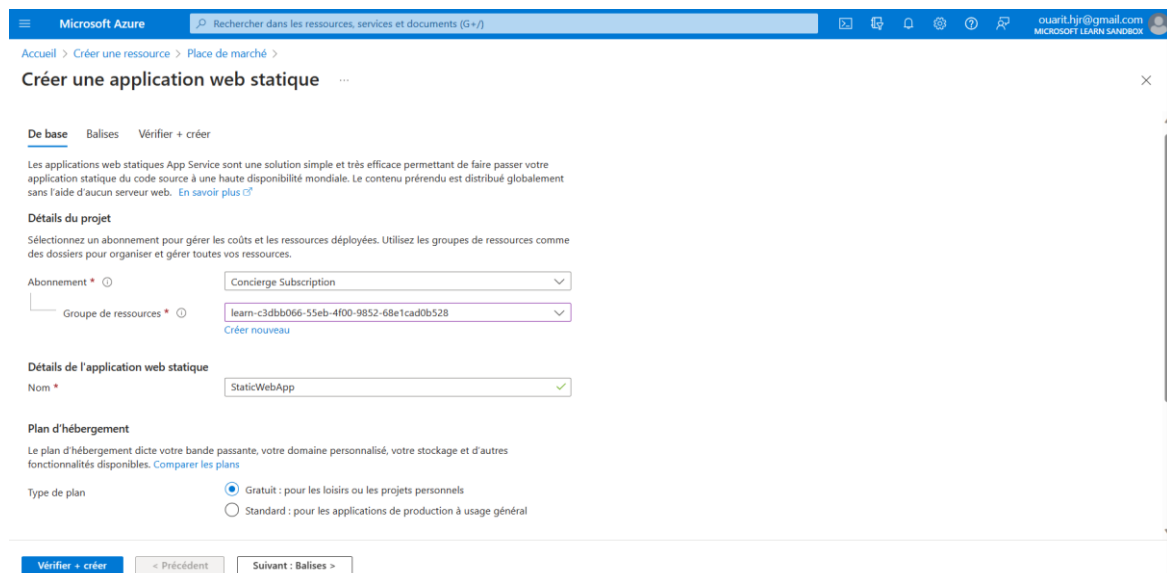 Microsoft Azure
Rechercher dans les ressources, services et documents (G+/)
ouarit.hjr@gmail.com
MICROSOFT LEARN SANDBOX
Accueil > Créer une ressource > Place de marché >
Créer une application web statique ...
De base Balises Vérifier + créer
Les applications web statiques App Service sont une solution simple et très efficace permettant de faire passer votre
application statique du code source à une haute disponibilité mondiale. Le contenu prérendu est distribué globalement
sans l'aide d'aucun serveur web. En savoir plus
Détails du projet
Sélectionnez un abonnement pour gérer les coûts et les ressources déployées. Utilisez les groupes de ressources comme
des dossiers pour organiser et gérer toutes vos ressources.
Abonnement * Concierge Subscription
Groupe de ressources * learn-c3dbb066-55eb-4f00-9852-68e1cad0b528
Créer nouveau
Détails de l'application web statique
Nom * StaticWebApp
Plan d'hébergement
Le plan d'hébergement dicte votre bande passante, votre domaine personnalisé, votre stockage et d'autres
fonctionnalités disponibles. Comparer les plans
Type de plan Gratuit : pour les loisirs ou les projets personnels
Standard : pour les applications de production à usage général
Vérifier + créer < Précédent Suivant : Balises >